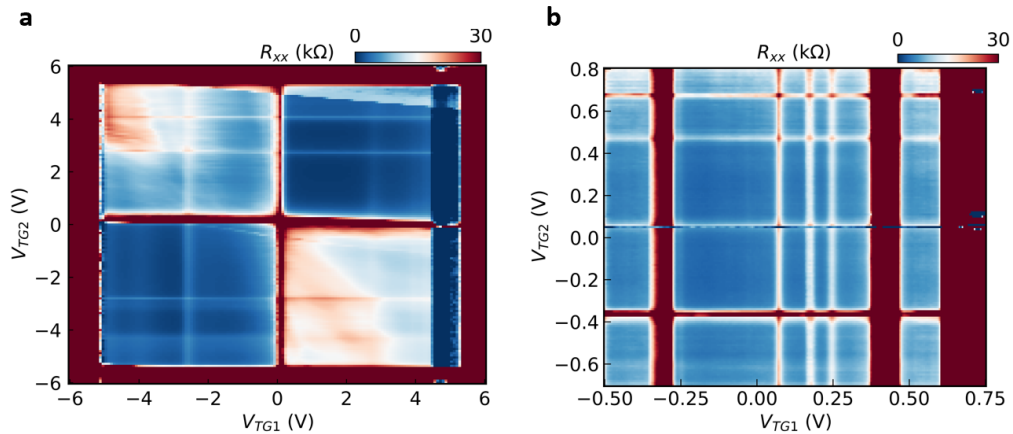 a
b
0 30
R_xx (kΩ)
6
4
2
0
−2
−4
−6
V_TG2 (V)
−6 −4 −2 0 2 4 6
V_TG1 (V)
0 30
R_xx (kΩ)
0.8
0.6
0.4
0.2
0.0
−0.2
−0.4
−0.6
V_TG2 (V)
−0.50 −0.25 0.00 0.25 0.50 0.75
V_TG1 (V)